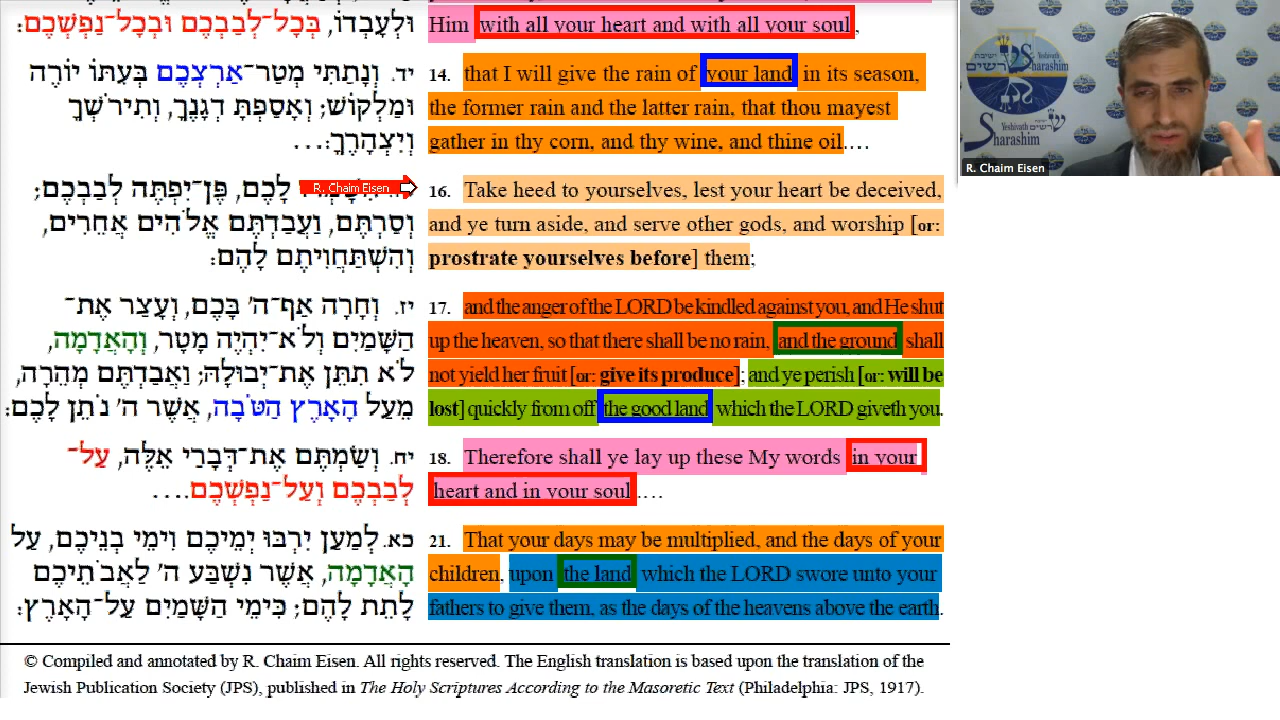 וּלְעָבְדוֹ, בְּכָל־לְבַבְכֶם וּבְכָל־נַפְשְׁכֶם:
יד. וְנָתַתִּי מְטַר־אַרְצְכֶם בְּעִתּוֹ יוֹרֶה
וּמַלְקוֹשׁ; וְאָסַפְתָּ דְגָנֶךָ, וְתִירֹשְׁךָ
וְיִצְהָרֶךָ:...
לָכֶם, פֶּן־יִפְתֶּה לְבַבְכֶם;
וְסַרְתֶּם, וַעֲבַדְתֶּם אֱלֹהִים אֲחֵרִים,
וְהִשְׁתַּחֲוִיתֶם לָהֶם:
יז. וְחָרָה אַף־ה' בָּכֶם, וְעָצַר אֶת־
הַשָּׁמַיִם וְלֹא־יִהְיֶה מָטָר, וְהָאֲדָמָה,
לֹא תִתֵּן אֶת־יְבוּלָהּ; וַאֲבַדְתֶּם מְהֵרָה,
מֵעַל הָאָרֶץ הַטֹּבָה, אֲשֶׁר ה' נֹתֵן לָכֶם:
יח. וְשַׂמְתֶּם אֶת־דְּבָרַי אֵלֶּה, עַל־
לְבַבְכֶם וְעַל־נַפְשְׁכֶם....
כא. לְמַעַן יִרְבּוּ יְמֵיכֶם וִימֵי בְנֵיכֶם, עַל
הָאֲדָמָה, אֲשֶׁר נִשְׁבַּע ה' לַאֲבֹתֵיכֶם
לָתֵת לָהֶם; כִּימֵי הַשָּׁמַיִם עַל־הָאָרֶץ:
R. Chaim Eisen
Him with all your heart and with all your soul,
14. that I will give the rain of your land in its season,
the former rain and the latter rain, that thou mayest
gather in thy corn, and thy wine, and thine oil....
16. Take heed to yourselves, lest your heart be deceived,
and ye turn aside, and serve other gods, and worship [or:
prostrate yourselves before] them;
17. and the anger of the LORD be kindled against you, and He shut
up the heaven, so that there shall be no rain, and the ground shall
not yield her fruit [or: give its produce]; and ye perish [or: will be
lost] quickly from off the good land which the LORD giveth you.
18. Therefore shall ye lay up these My words in your
heart and in your soul....
21. That your days may be multiplied, and the days of your
children, upon the land which the LORD swore unto your
fathers to give them, as the days of the heavens above the earth.
© Compiled and annotated by R. Chaim Eisen. All rights reserved. The English translation is based upon the translation of the
Jewish Publication Society (JPS), published in The Holy Scriptures According to the Masoretic Text (Philadelphia: JPS, 1917).
ישיבת
שרשים
Yeshivath
Sharashim
Yeshivath
Sharashim
R. Chaim Eisen